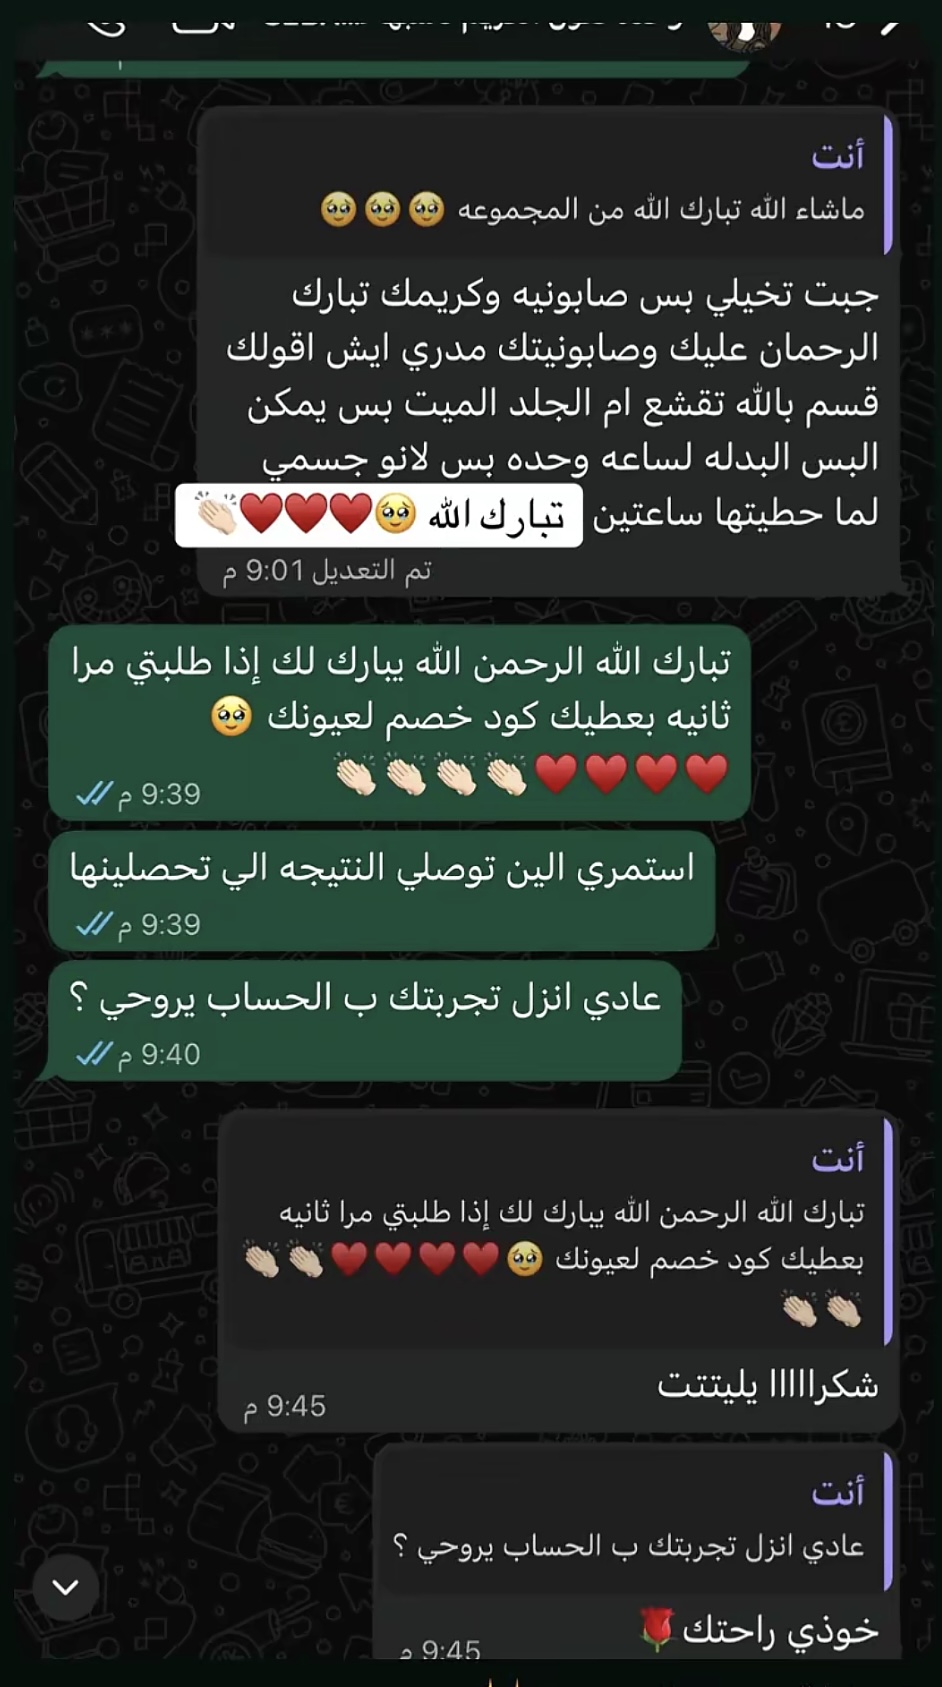 أنت
ماشاء الله تبارك الله من المجموعه 🥹🥹🥹
جبت تخيلي بس صابونيه وكريمك تبارك
الرحمان عليك وصابونيتك مدري ايش اقولك
قسم بالله تقشع ام الجلد الميت بس يمكن
البس البدله لساعه وحده بس لانو جسمي
لما حطيتها ساعتين تبارك الله 🥹❤️❤️❤️👏🏻
تم التعديل 9:01 م
تبارك الله الرحمن الله يبارك لك إذا طلبتي مرا
ثانيه بعطيك كود خصم لعيونك 🥹
❤️❤️❤️❤️👏🏻👏🏻👏🏻👏🏻
9:39 م
استمري الين توصلي النتيجه الي تحصلينها
9:39 م
عادي انزل تجربتك ب الحساب يروحي ؟
9:40 م
أنت
تبارك الله الرحمن الله يبارك لك إذا طلبتي مرا ثانيه
بعطيك كود خصم لعيونك 🥹❤️❤️❤️❤️👏🏻👏🏻
👏🏻👏🏻
شكرااااا يليتتت
9:45 م
أنت
عادي انزل تجربتك ب الحساب يروحي ؟
خوذي راحتك🌹
9:45 م